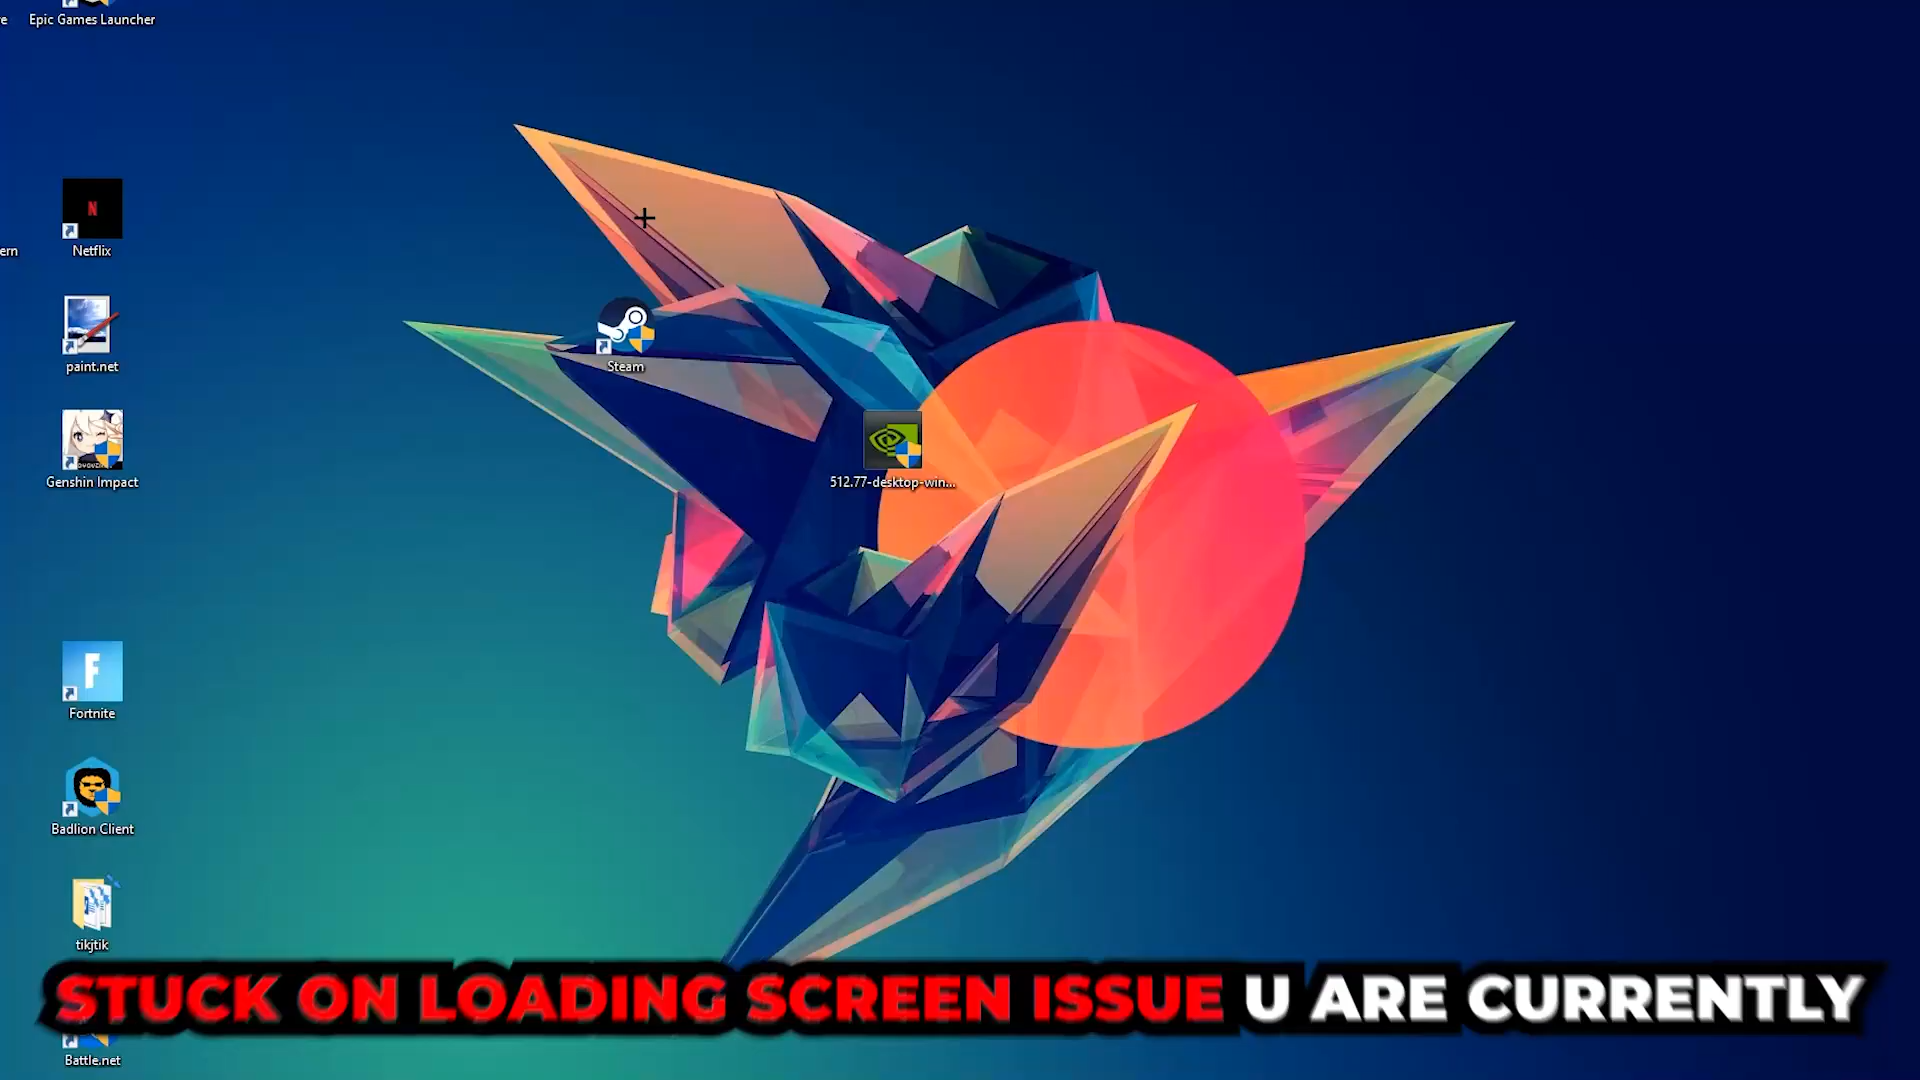 Epic Games Launcher
N
Netflix
ern
paint.net
Steam
Genshin Impact
512.77-desktop-win...
F
Fortnite
Badlion Client
tikjtik
STUCK ON LOADING SCREEN ISSUE U ARE CURRENTLY
Battle.net